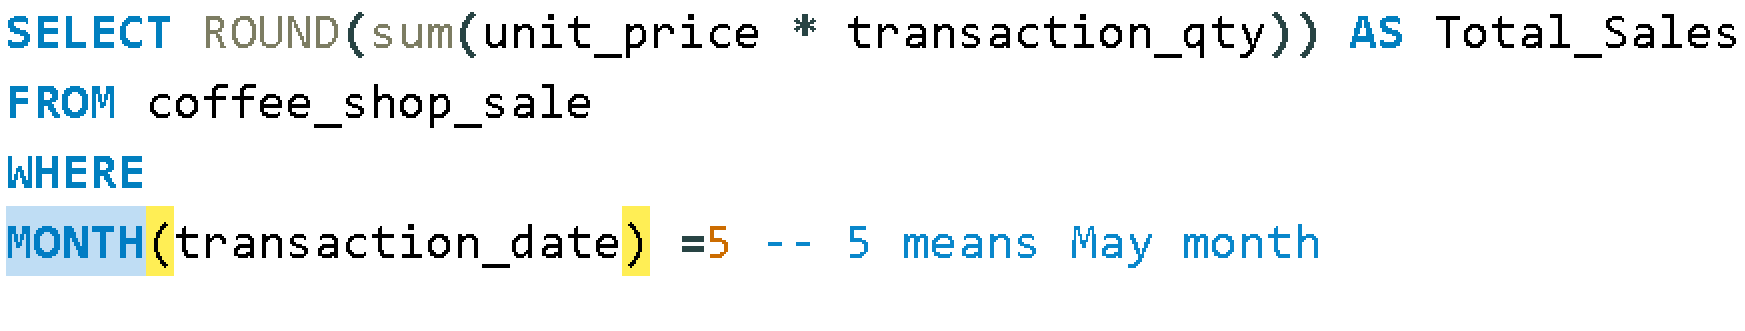 SELECT ROUND(sum(unit_price * transaction_qty)) AS Total_Sales
FROM coffee_shop_sale
WHERE
MONTH(transaction_date) =5 -- 5 means May month